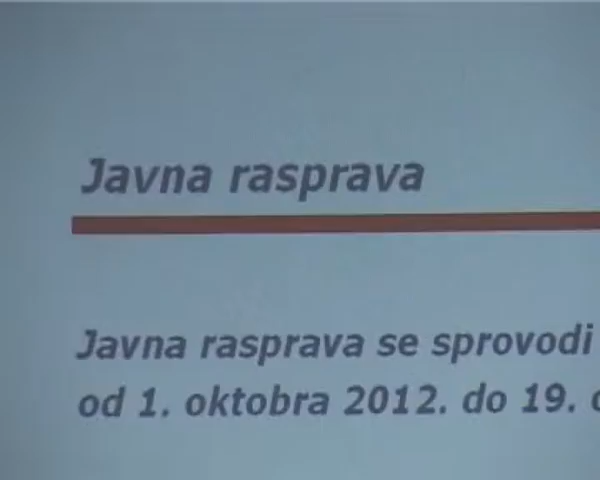 Javna rasprava
Javna rasprava se sprovodi
od 1. oktobra 2012. do 19.